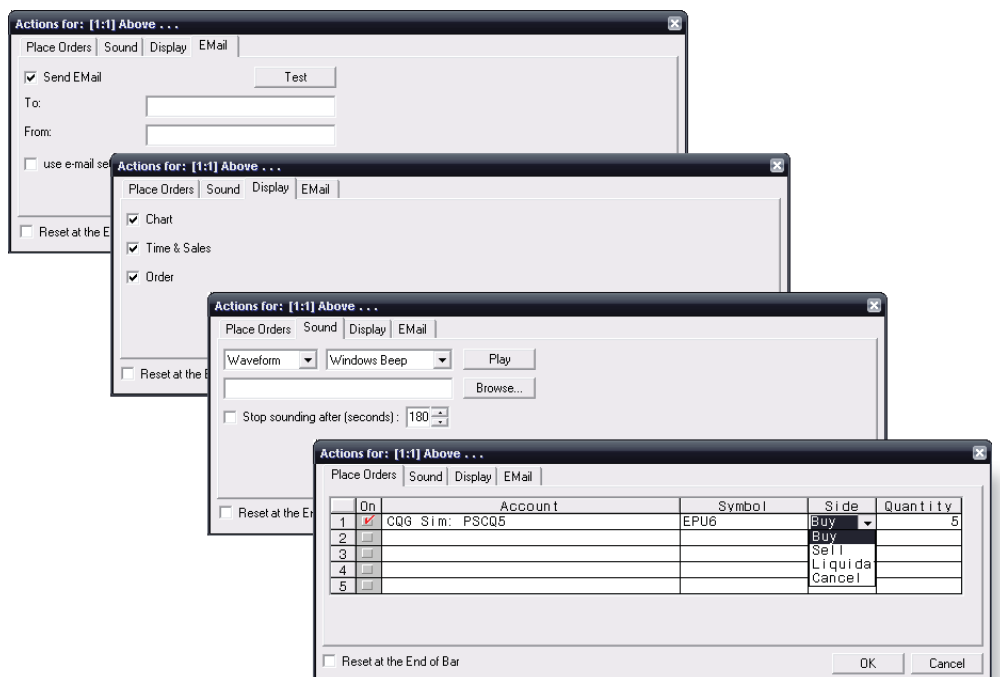 Actions for: [1:1] Above . . .
Place Orders Sound Display EMail
Send EMail Test
To:
From:
use e-mail
Reset at the
Actions for: [1:1] Above . . .
Place Orders Sound Display EMail
Chart
Time & Sales
Order
Reset at the
Actions for: [1:1] Above . . .
Place Orders Sound Display EMail
Waveform Windows Beep Play
Browse...
Stop sounding after (seconds) : 180
Reset at the
Actions for: [1:1] Above . . .
Place Orders Sound Display EMail
On Account Symbol Side Quantity
1 CQG Sim: PSCQ5 EPU6 Buy 5
2 Buy
3 Sell
4 Liquida
5 Cancel
Reset at the End of Bar OK Cancel